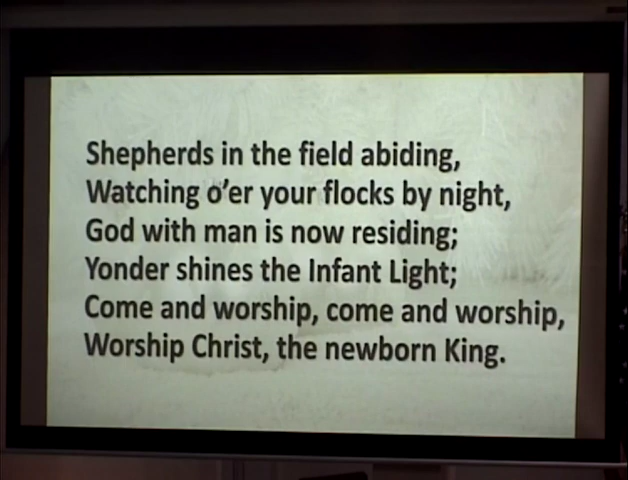 Shepherds in the field abiding,
Watching o'er your flocks by night,
God with man is now residing;
Yonder shines the Infant Light;
Come and worship, come and worship,
Worship Christ, the newborn King.